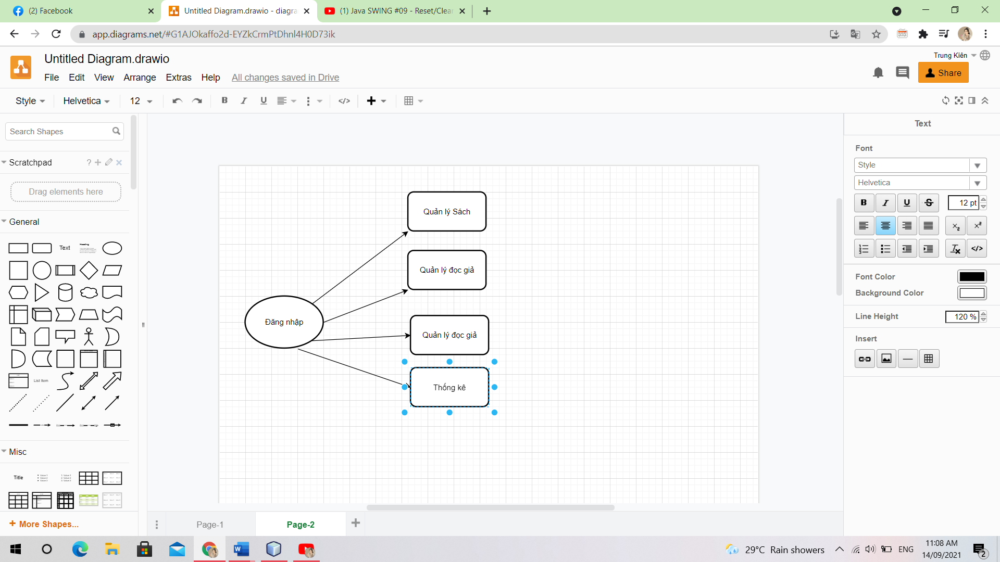 (2) Facebook
Untitled Diagram.drawio - diagra
(1) Java SWING #09 - Reset/Clear
app.diagrams.net/#G1AJOkaffo2d-EYZkCrmPtDhnl4H0D73ik
Untitled Diagram.drawio
Trung Kiên
File Edit View Arrange Extras Help All changes saved in Drive
Share
Style Helvetica 12
B I U
Search Shapes
Scratchpad
Drag elements here
General
Text
Heading
List Item
Misc
Title
+ More Shapes...
Quản lý Sách
Quản lý đọc giả
Đăng nhập
Quản lý đọc giả
Thống kê
Page-1
Page-2
Text
Font
Style
Helvetica
B I U S 12 pt
Font Color
Background Color
Line Height 120 %
Insert
29°C Rain showers
ENG
11:08 AM
14/09/2021
2